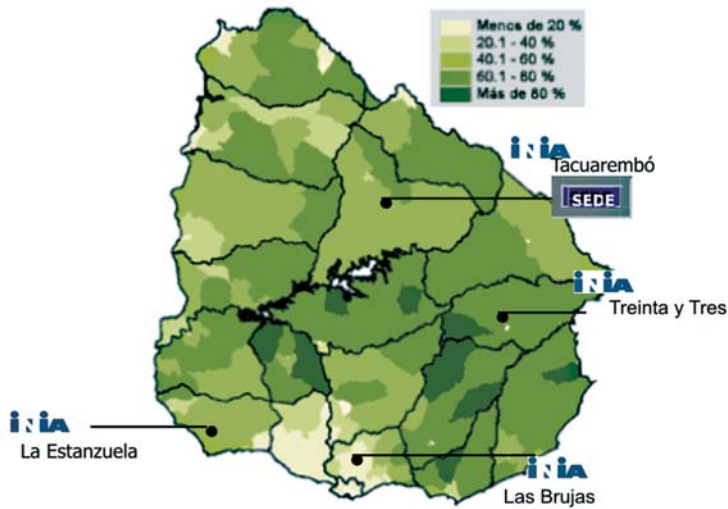 Menos de 20 %
20.1 - 40 %
40.1 - 60 %
60.1 - 80 %
Más de 80 %
iNiA
Tacuarembó
SEDE
iNiA
Treinta y Tres
iNiA
La Estanzuela
iNiA
Las Brujas